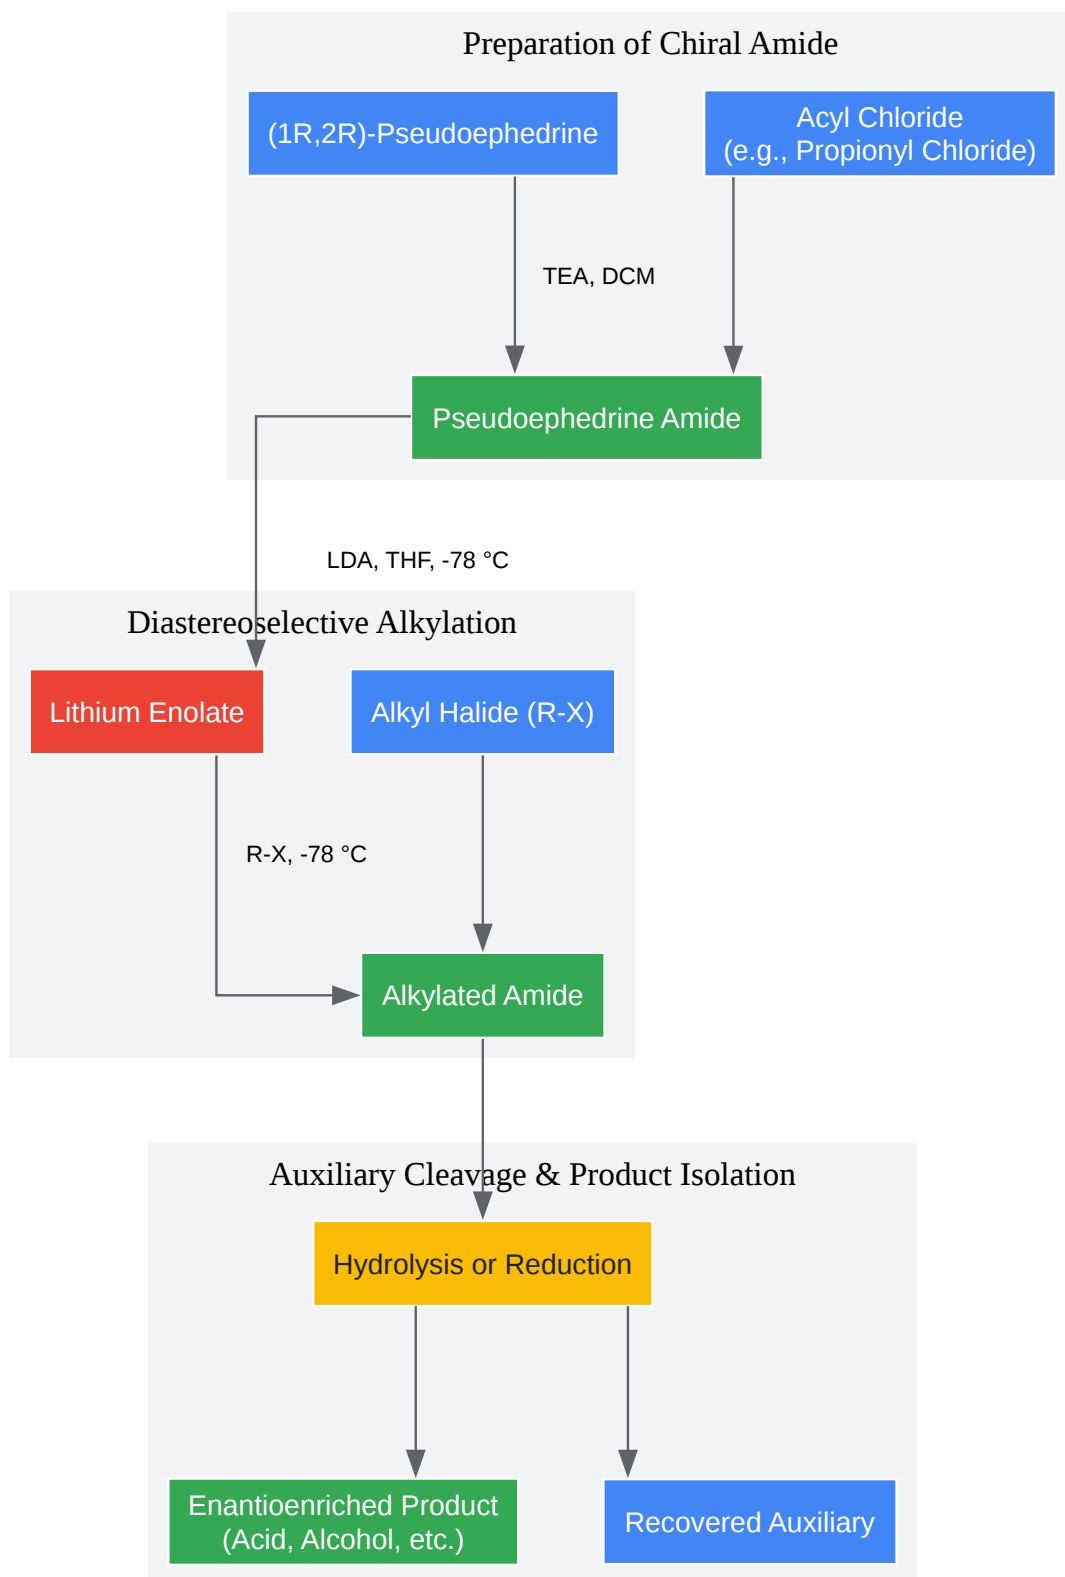 Preparation of Chiral Amide
(1R,2R)-Pseudoephedrine
Acyl Chloride
(e.g., Propionyl Chloride)
TEA, DCM
Pseudoephedrine Amide
LDA, THF, -78 °C
Diastereoselective Alkylation
Lithium Enolate
Alkyl Halide (R-X)
R-X, -78 °C
Alkylated Amide
Auxiliary Cleavage & Product Isolation
Hydrolysis or Reduction
Enantioenriched Product
(Acid, Alcohol, etc.)
Recovered Auxiliary